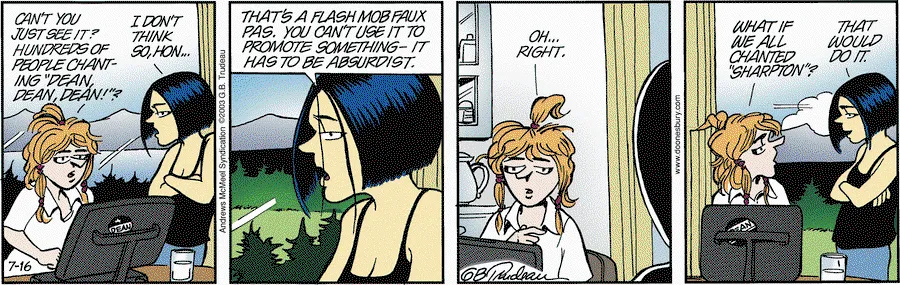 CAN'T YOU
JUST SEE IT?
HUNDREDS OF
PEOPLE CHANT-
ING "DEAN,
DEAN, DEAN!"?
I DON'T
THINK
SO, HON...
DEAN
7-16
Andrews McMeel Syndication ©2003 G.B. Trudeau
THAT'S A FLASH MOB FAUX
PAS. YOU CAN'T USE IT TO
PROMOTE SOMETHING– IT
HAS TO BE ABSURDIST.
OH...
RIGHT.
GBTrudeau
www.doonesbury.com
WHAT IF
WE ALL
CHANTED
"SHARPTON"?
THAT
WOULD
DO IT.
DEAN